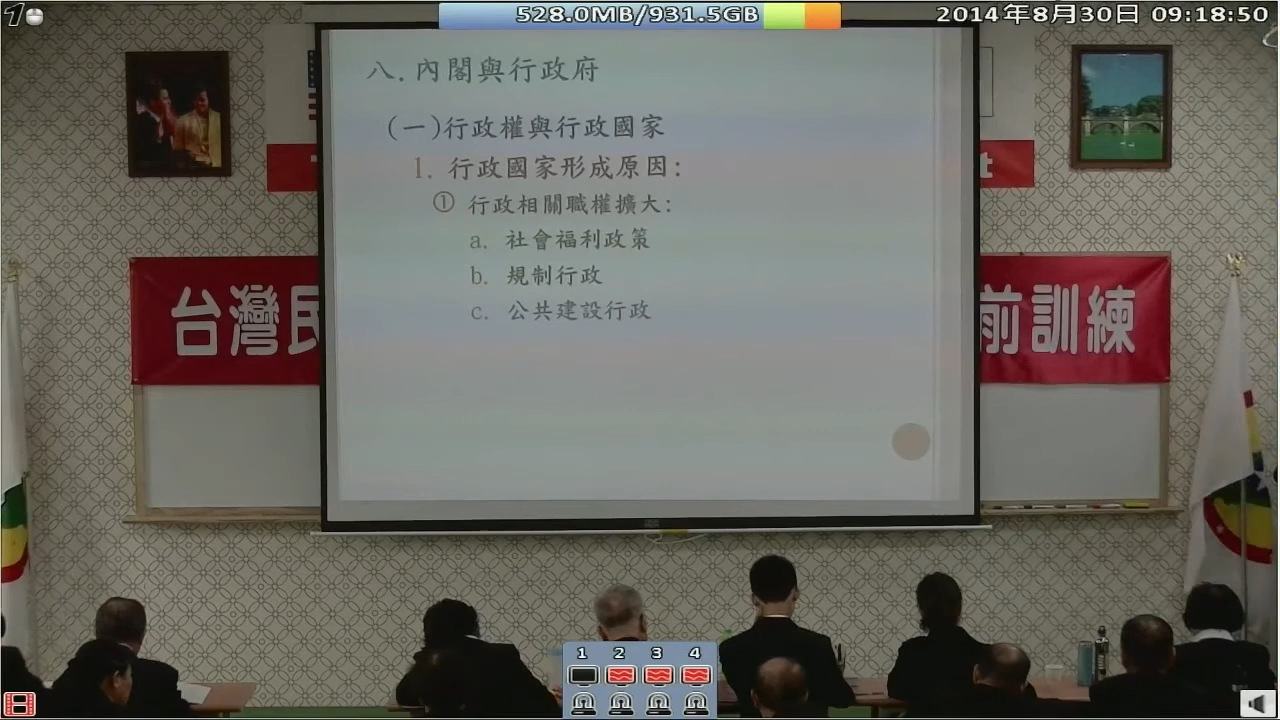 1
528.0MB/931.5GB
2014年8月30日 09:18:50
八. 內閣與行政府
(一)行政權與行政國家
1. 行政國家形成原因:
① 行政相關職權擴大:
a. 社會福利政策
b. 規制行政
c. 公共建設行政
t
台灣民
前訓練
1 2 3 4